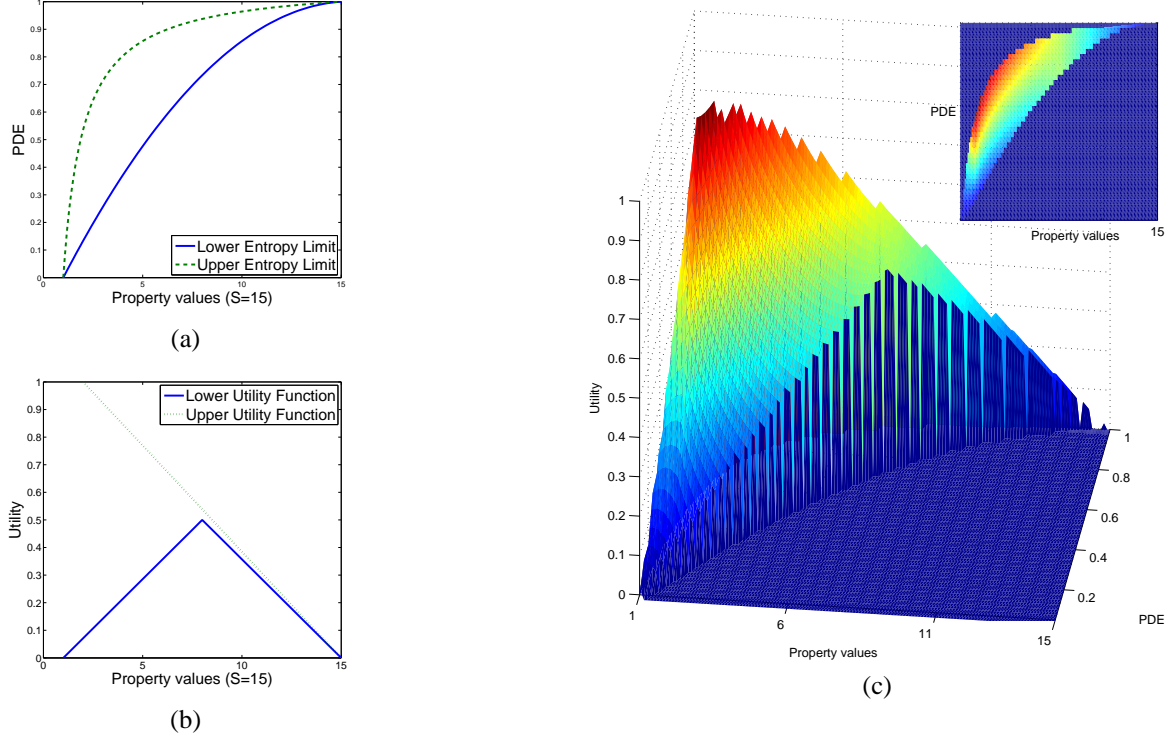 1
0.9
0.8
0.7
0.6
0.5
0.4
0.3
0.2
0.1
0
PDE
Lower Entropy Limit
Upper Entropy Limit
0 5 10 15
Property values (S=15)
(a)
1
0.9
0.8
0.7
0.6
0.5
0.4
0.3
0.2
0.1
0
Utility
Lower Utility Function
Upper Utility Function
0 5 10 15
Property values (S=15)
(b)
PDE
Property values
15
1
0.9
0.8
0.7
0.6
0.5
0.4
0.3
0.2
0.1
0
Utility
1
0.8
0.6
0.4
0.2
PDE
1
6
11
15
Property values
(c)